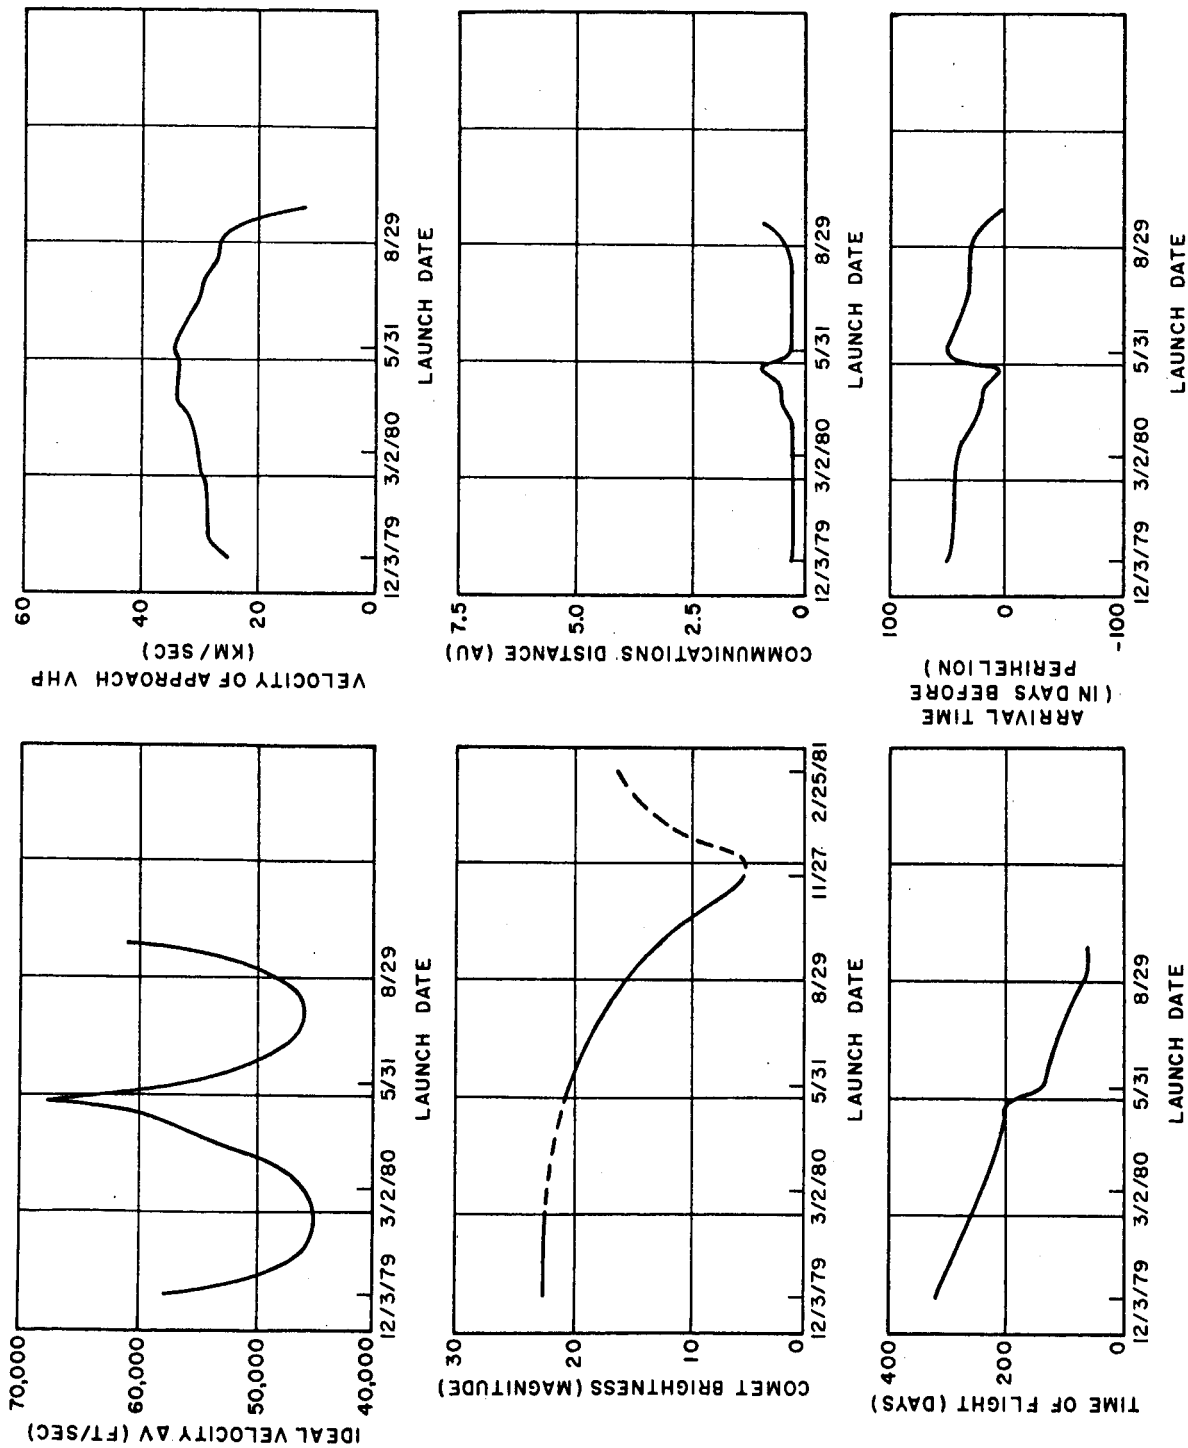 70,000
60,000
50,000
40,000
IDEAL VELOCITY ΔV (FT/SEC)
12/3/79 3/2/80 5/31 8/29
LAUNCH DATE
60
40
20
0
VELOCITY OF APPROACH VHP
(KM/SEC)
12/3/79 3/2/80 5/31 8/29
LAUNCH DATE
30
20
10
0
COMET BRIGHTNESS (MAGNITUDE)
12/3/79 3/2/80 5/31 8/29 11/27 2/25/81
LAUNCH DATE
7.5
5.0
2.5
0
COMMUNICATIONS DISTANCE (AU)
12/3/79 3/2/80 5/31 8/29
LAUNCH DATE
400
200
0
TIME OF FLIGHT (DAYS)
12/3/79 3/2/80 5/31 8/29
LAUNCH DATE
100
0
-100
ARRIVAL TIME
(IN DAYS BEFORE
PERIHELION)
12/3/79 3/2/80 5/31 8/29
LAUNCH DATE